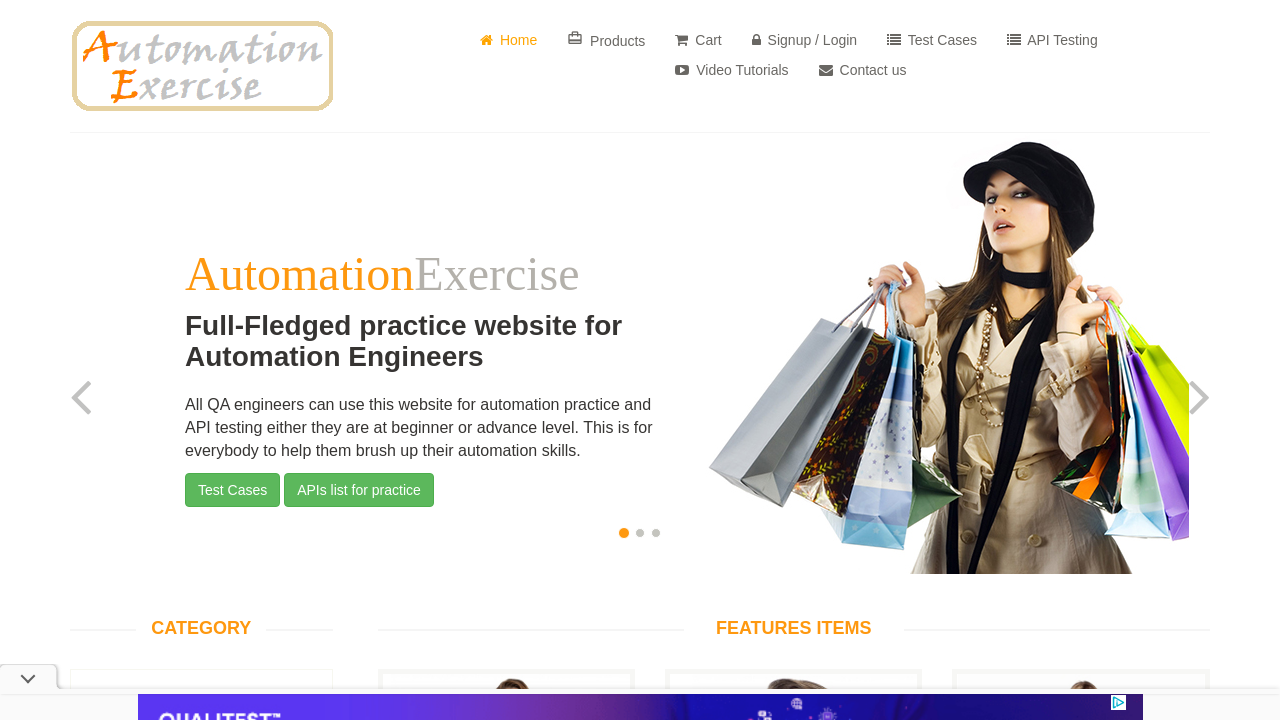 Automation
Exercise
Home
Products
Cart
Signup / Login
Test Cases
API Testing
Video Tutorials
Contact us
AutomationExercise
Full-Fledged practice website for
Automation Engineers
All QA engineers can use this website for automation practice and
API testing either they are at beginner or advance level. This is for
everybody to help them brush up their automation skills.
Test Cases
APIs list for practice
CATEGORY
FEATURES ITEMS
QUALITEST™